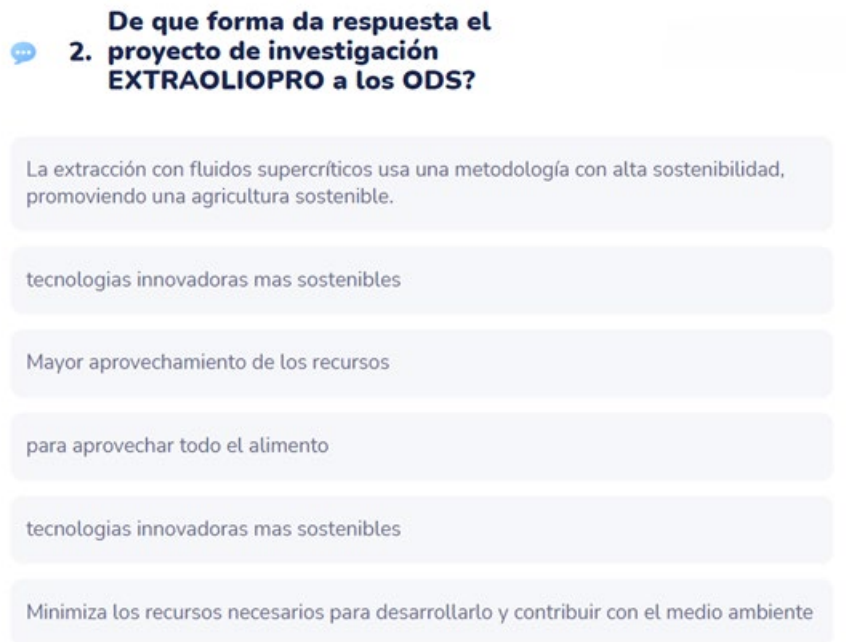 De que forma da respuesta el
2. proyecto de investigación
EXTRAOLIOPRO a los ODS?
La extracción con fluidos supercríticos usa una metodología con alta sostenibilidad,
promoviendo una agricultura sostenible.
tecnologias innovadoras mas sostenibles
Mayor aprovechamiento de los recursos
para aprovechar todo el alimento
tecnologias innovadoras mas sostenibles
Minimiza los recursos necesarios para desarrollarlo y contribuir con el medio ambiente